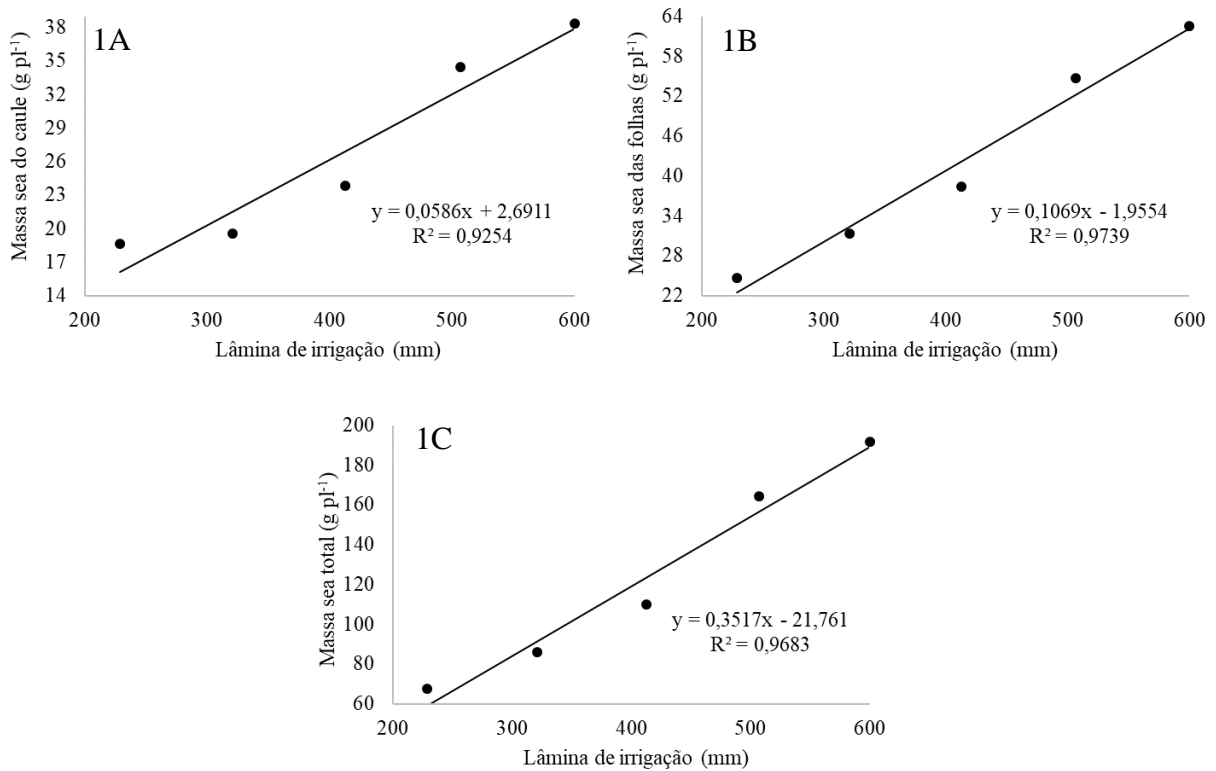 1A
Massa sea do caule (g pl⁻¹)
38
35
32
29
26
23
20
17
14
y = 0,0586x + 2,6911
R² = 0,9254
200 300 400 500 600
Lâmina de irrigação (mm)
1B
Massa sea das folhas (g pl⁻¹)
64
58
52
46
40
34
28
22
y = 0,1069x - 1,9554
R² = 0,9739
200 300 400 500 600
Lâmina de irrigação (mm)
1C
Massa sea total (g pl⁻¹)
200
180
160
140
120
100
80
60
y = 0,3517x - 21,761
R² = 0,9683
200 300 400 500 600
Lâmina de irrigação (mm)